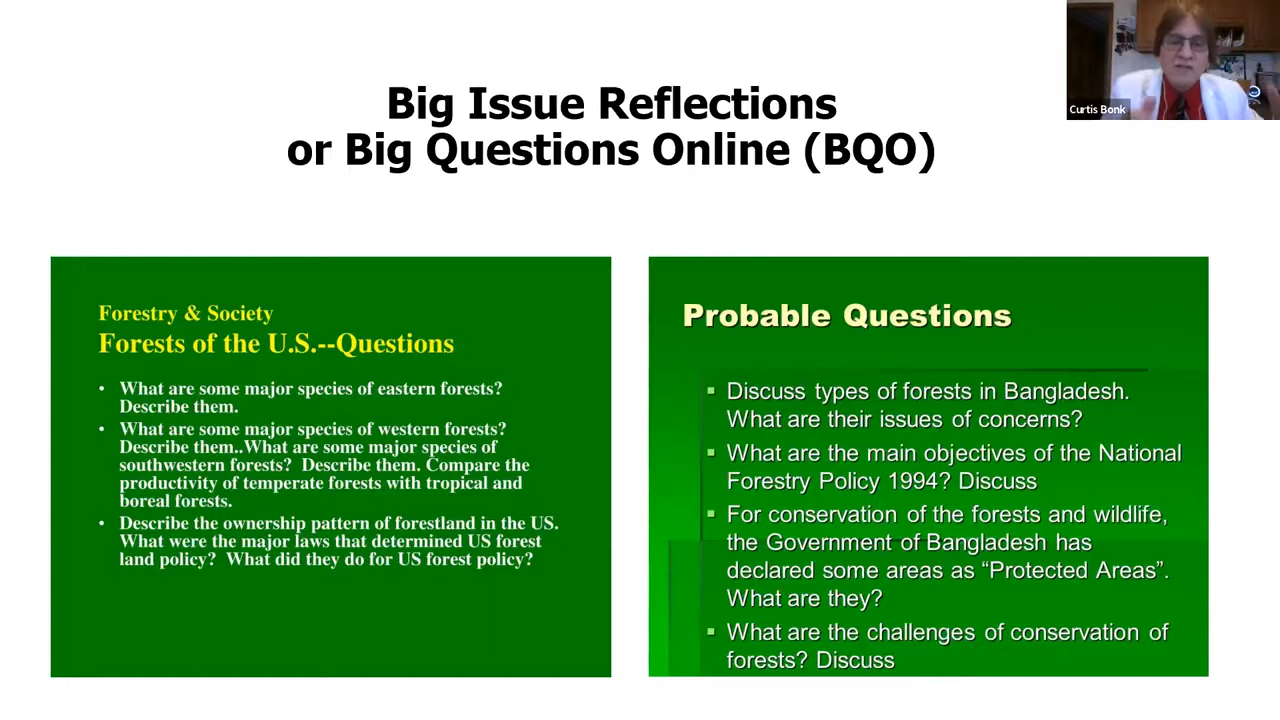 Big Issue Reflections
or Big Questions Online (BQO)
Curtis Bonk
Forestry & Society
Forests of the U.S.--Questions
• What are some major species of eastern forests?
Describe them.
• What are some major species of western forests?
Describe them..What are some major species of
southwestern forests? Describe them. Compare the
productivity of temperate forests with tropical and
boreal forests.
• Describe the ownership pattern of forestland in the US.
What were the major laws that determined US forest
land policy? What did they do for US forest policy?
Probable Questions
▪ Discuss types of forests in Bangladesh.
What are their issues of concerns?
▪ What are the main objectives of the National
Forestry Policy 1994? Discuss
▪ For conservation of the forests and wildlife,
the Government of Bangladesh has
declared some areas as “Protected Areas”.
What are they?
▪ What are the challenges of conservation of
forests? Discuss